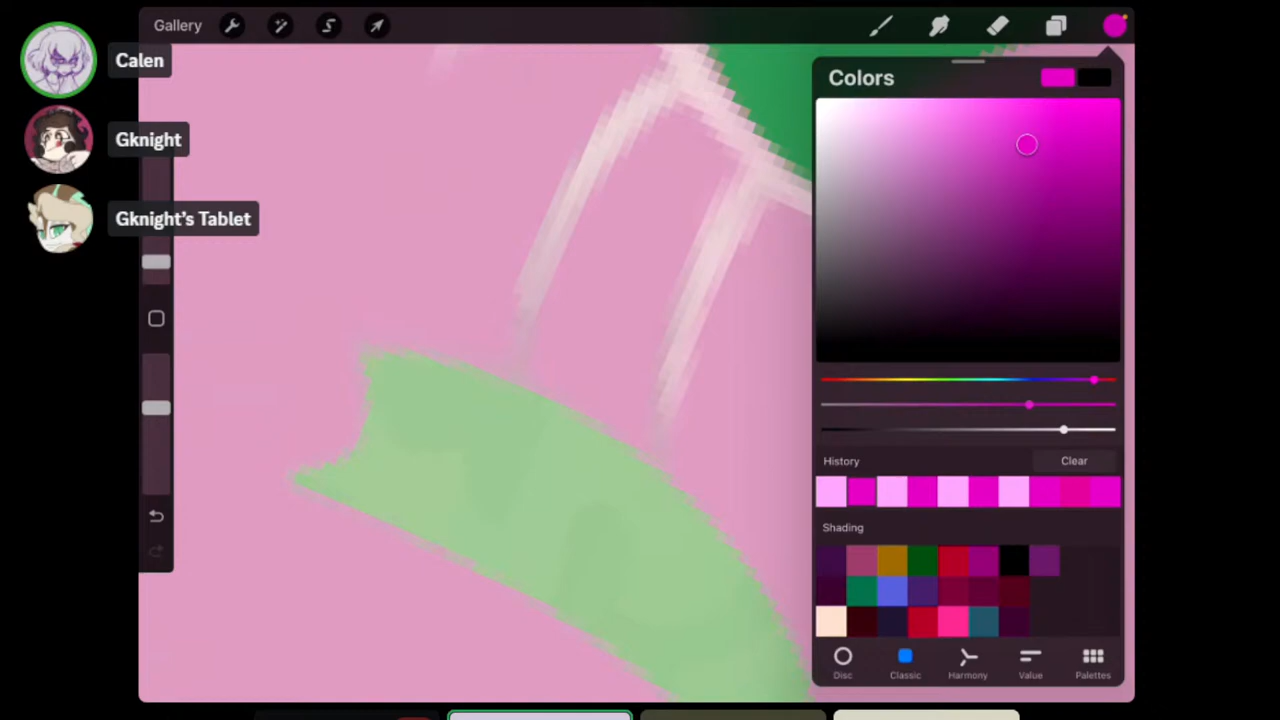 Gallery
Calen
Gknight
Gknight's Tablet
Colors
History
Clear
Shading
Disc
Classic
Harmony
Value
Palettes